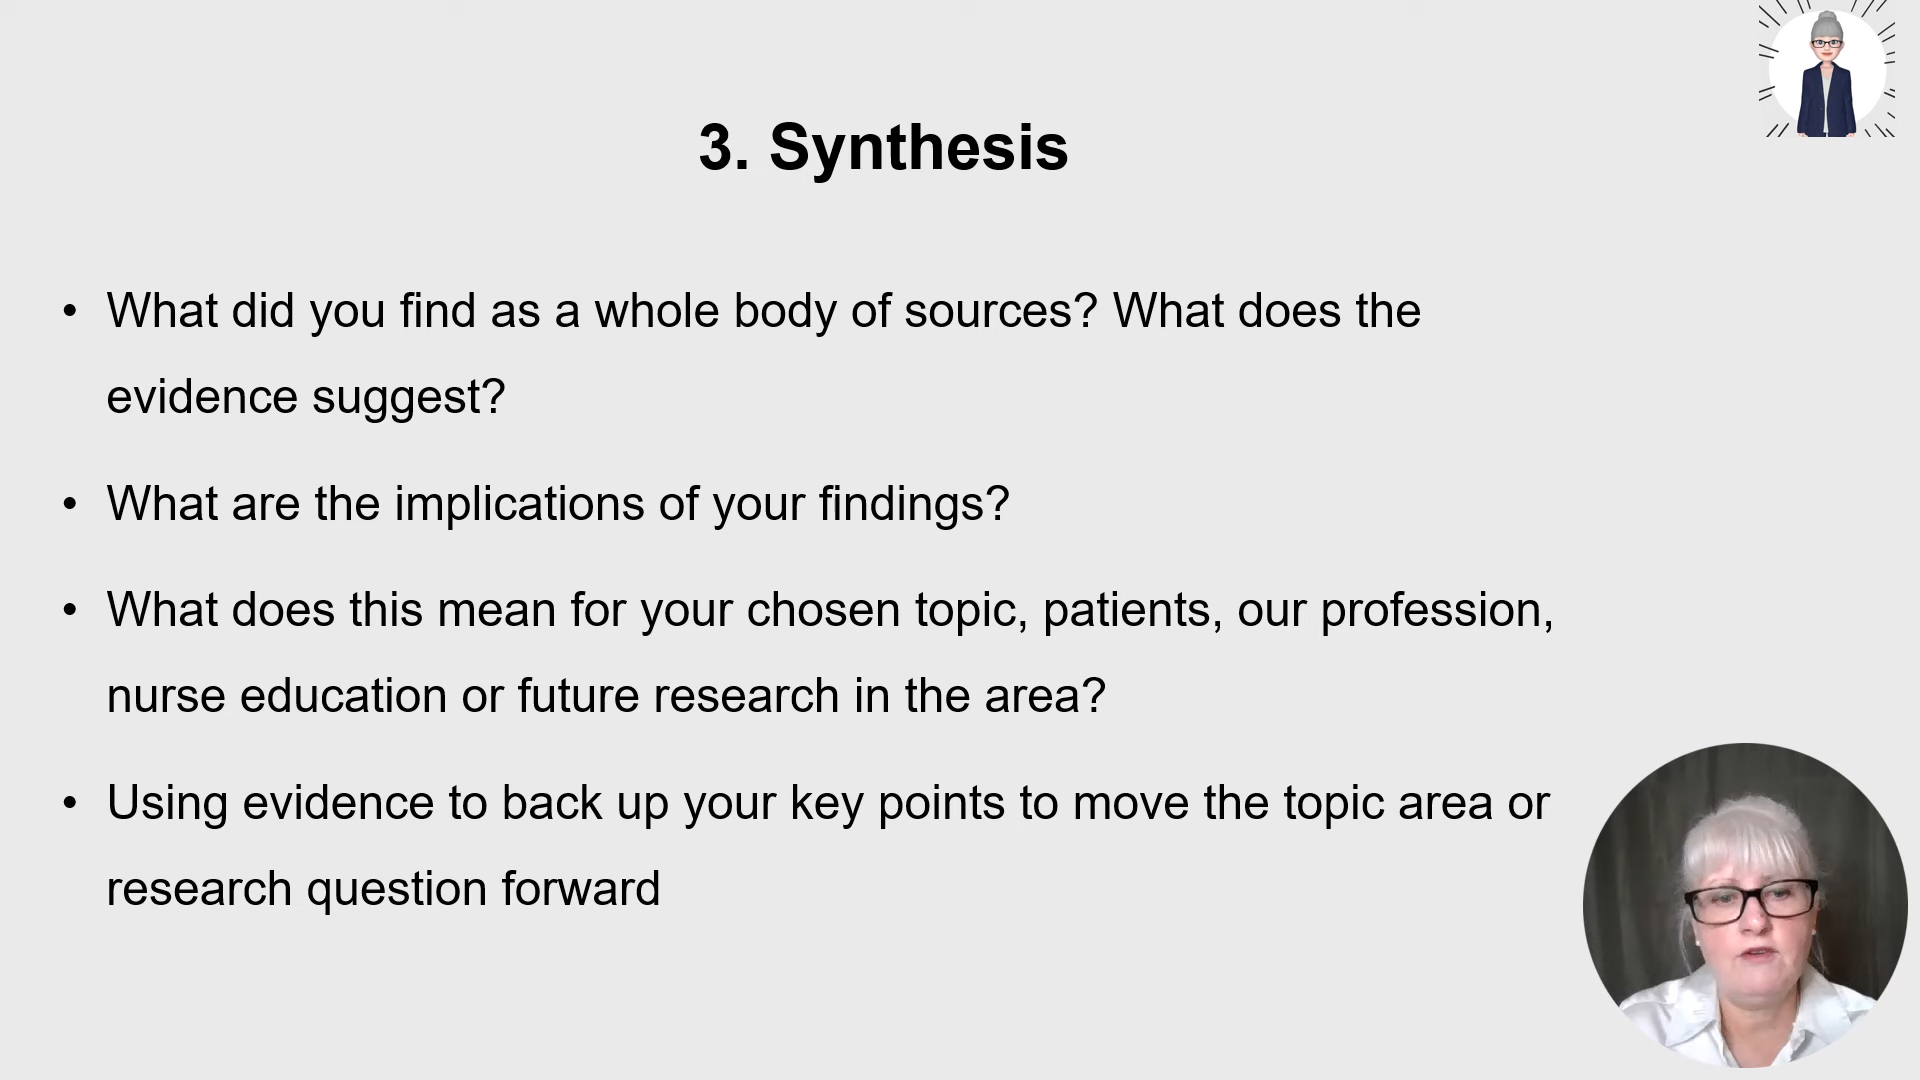 3. Synthesis
• What did you find as a whole body of sources? What does the
evidence suggest?
• What are the implications of your findings?
• What does this mean for your chosen topic, patients, our profession,
nurse education or future research in the area?
• Using evidence to back up your key points to move the topic area or
research question forward